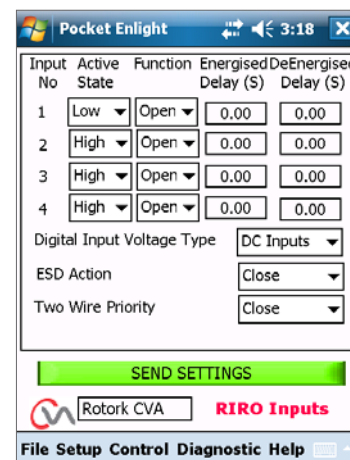 Pocket Enlight 3:18
Input Active Function Energised DeEnergised
No State Delay (S) Delay (S)
1 Low Open 0.00 0.00
2 High Open 0.00 0.00
3 High Open 0.00 0.00
4 High Open 0.00 0.00
Digital Input Voltage Type DC Inputs
ESD Action Close
Two Wire Priority Close
SEND SETTINGS
Rotork CVA RIRO Inputs
File Setup Control Diagnostic Help